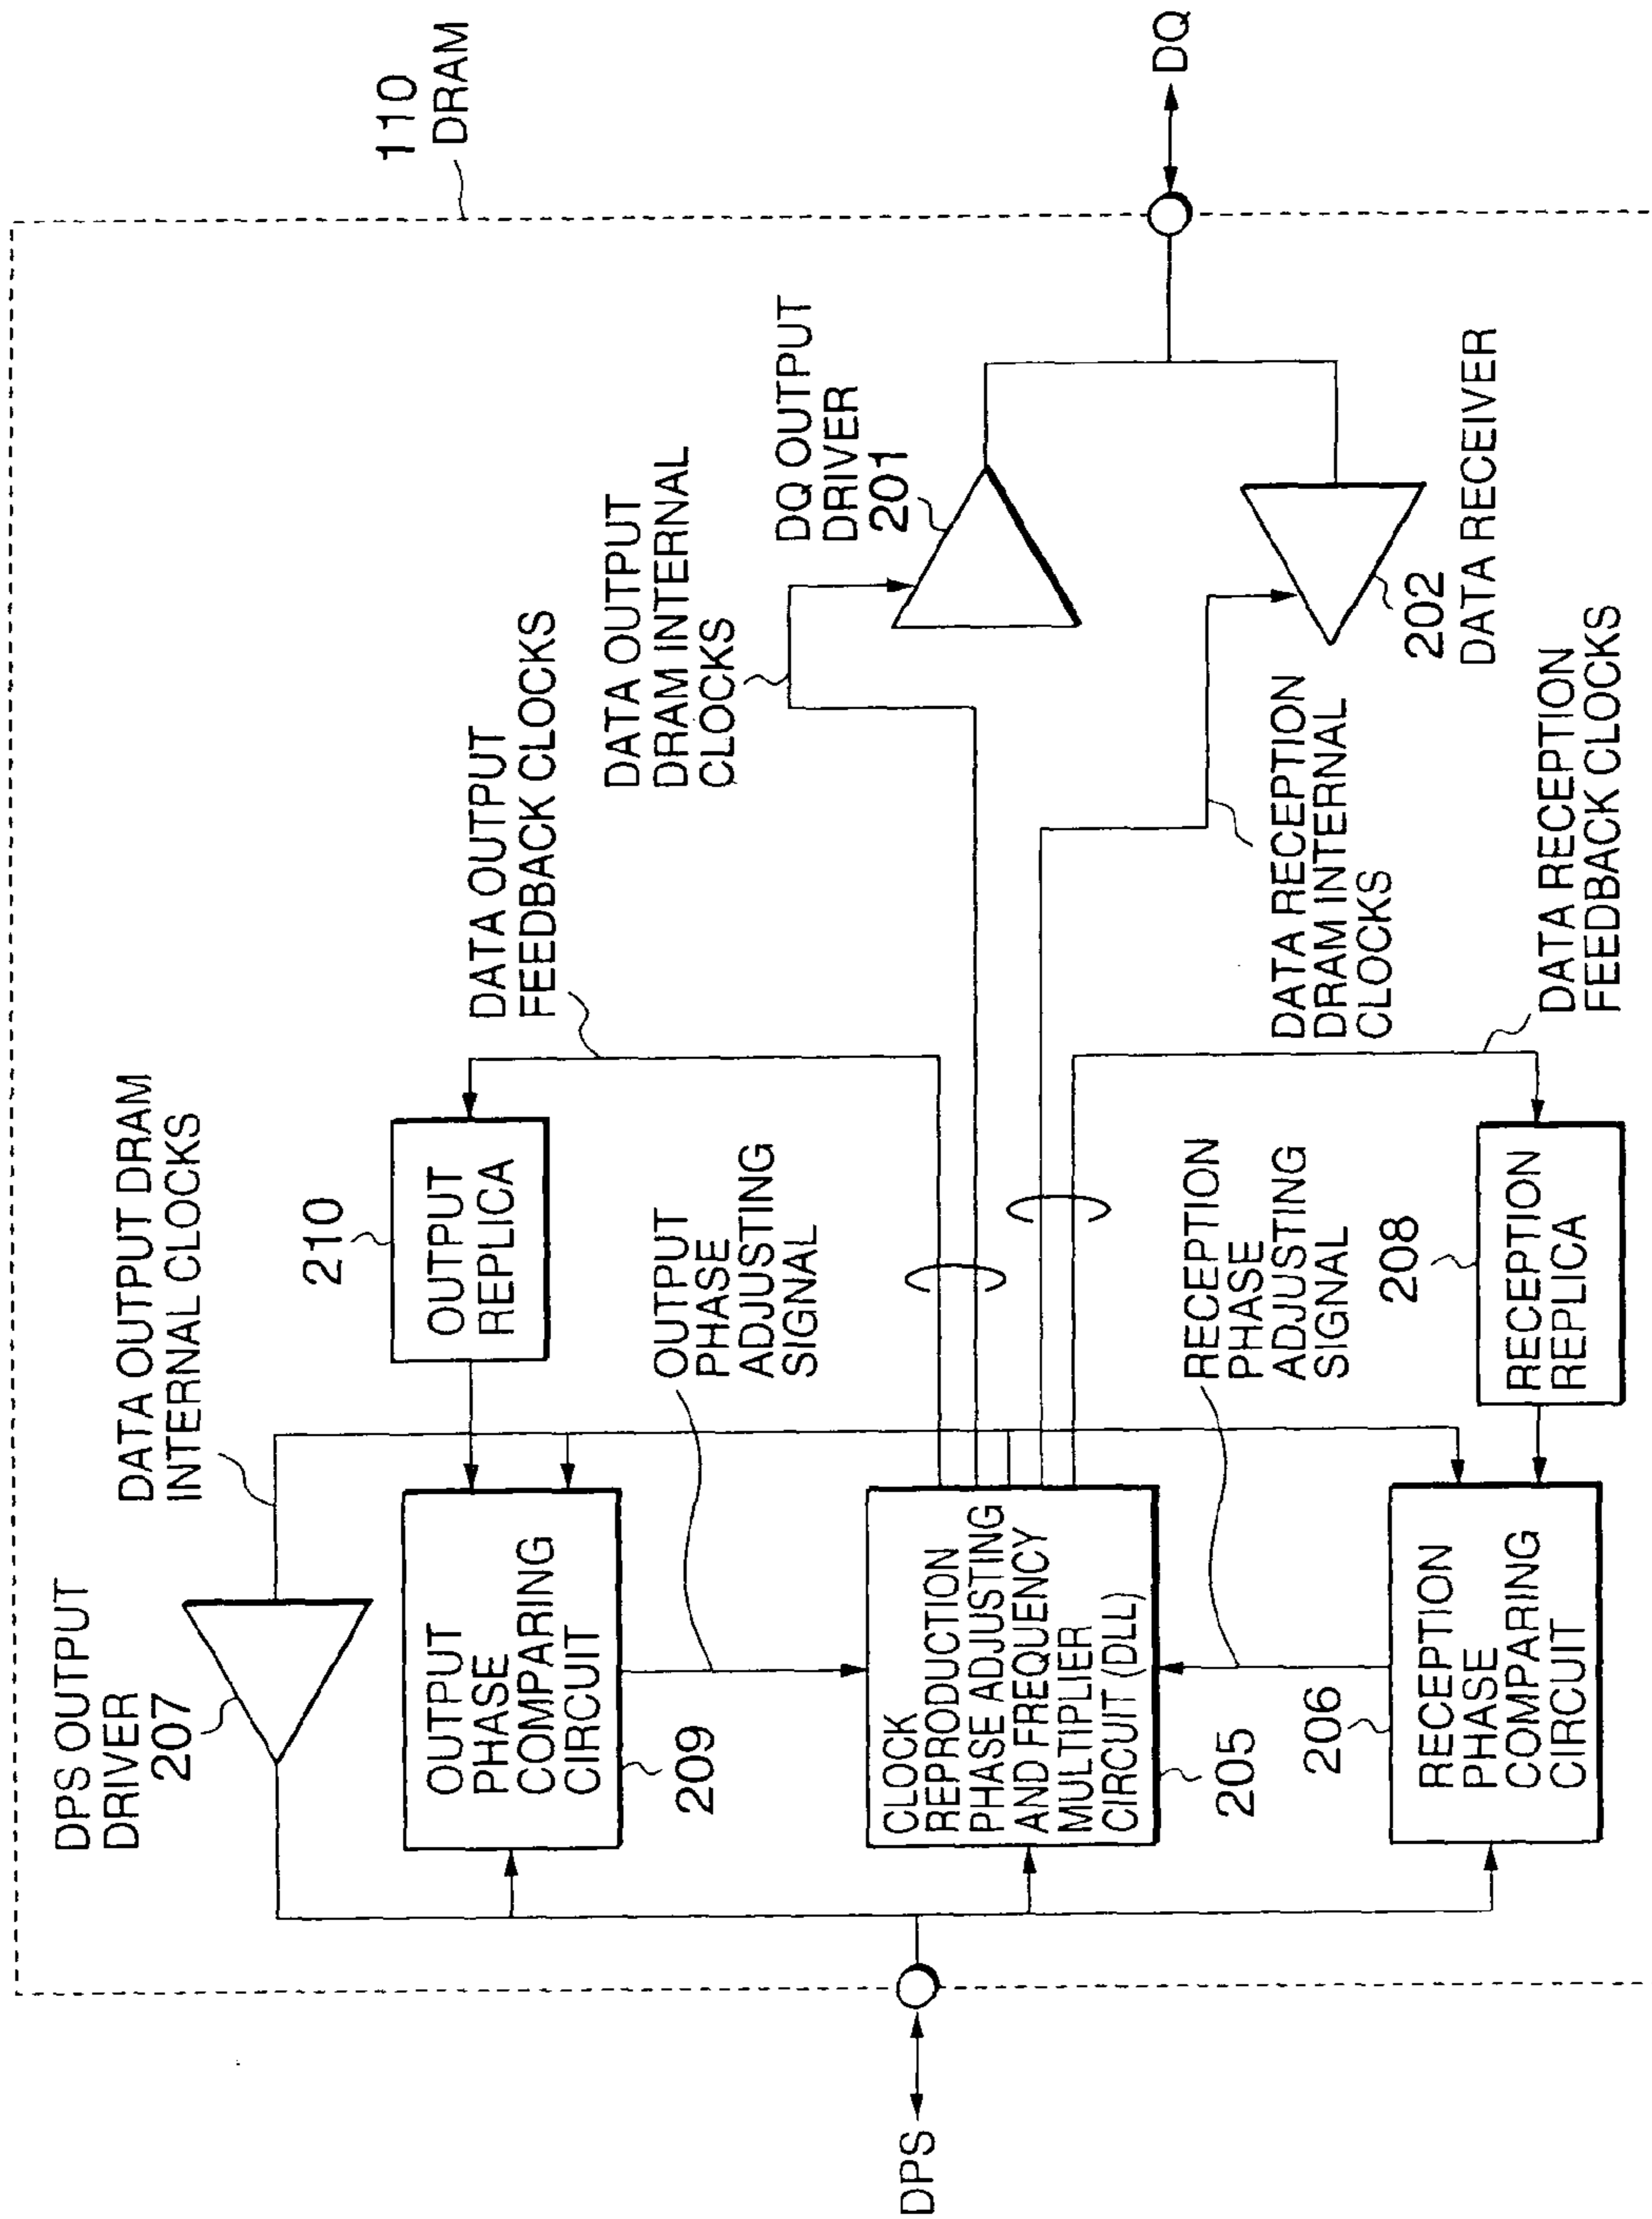 110
DRAM
DPS OUTPUT
DRIVER
207
DATA OUTPUT DRAM
INTERNAL CLOCKS
210
OUTPUT
REPLICA
DATA OUTPUT
FEEDBACK CLOCKS
DATA OUTPUT
DRAM INTERNAL
CLOCKS
DQ OUTPUT
DRIVER
201
OUTPUT
PHASE
COMPARING
CIRCUIT
209
OUTPUT
PHASE
ADJUSTING
SIGNAL
DPS
DQ
CLOCK
REPRODUCTION
PHASE ADJUSTING
AND FREQUENCY
MULTIPLIER
CIRCUIT (DLL)
205
RECEPTION
PHASE
ADJUSTING
SIGNAL
DATA RECEPTION
DRAM INTERNAL
CLOCKS
202
DATA RECEIVER
206
RECEPTION
PHASE
COMPARING
CIRCUIT
208
RECEPTION
REPLICA
DATA RECEPTION
FEEDBACK CLOCKS